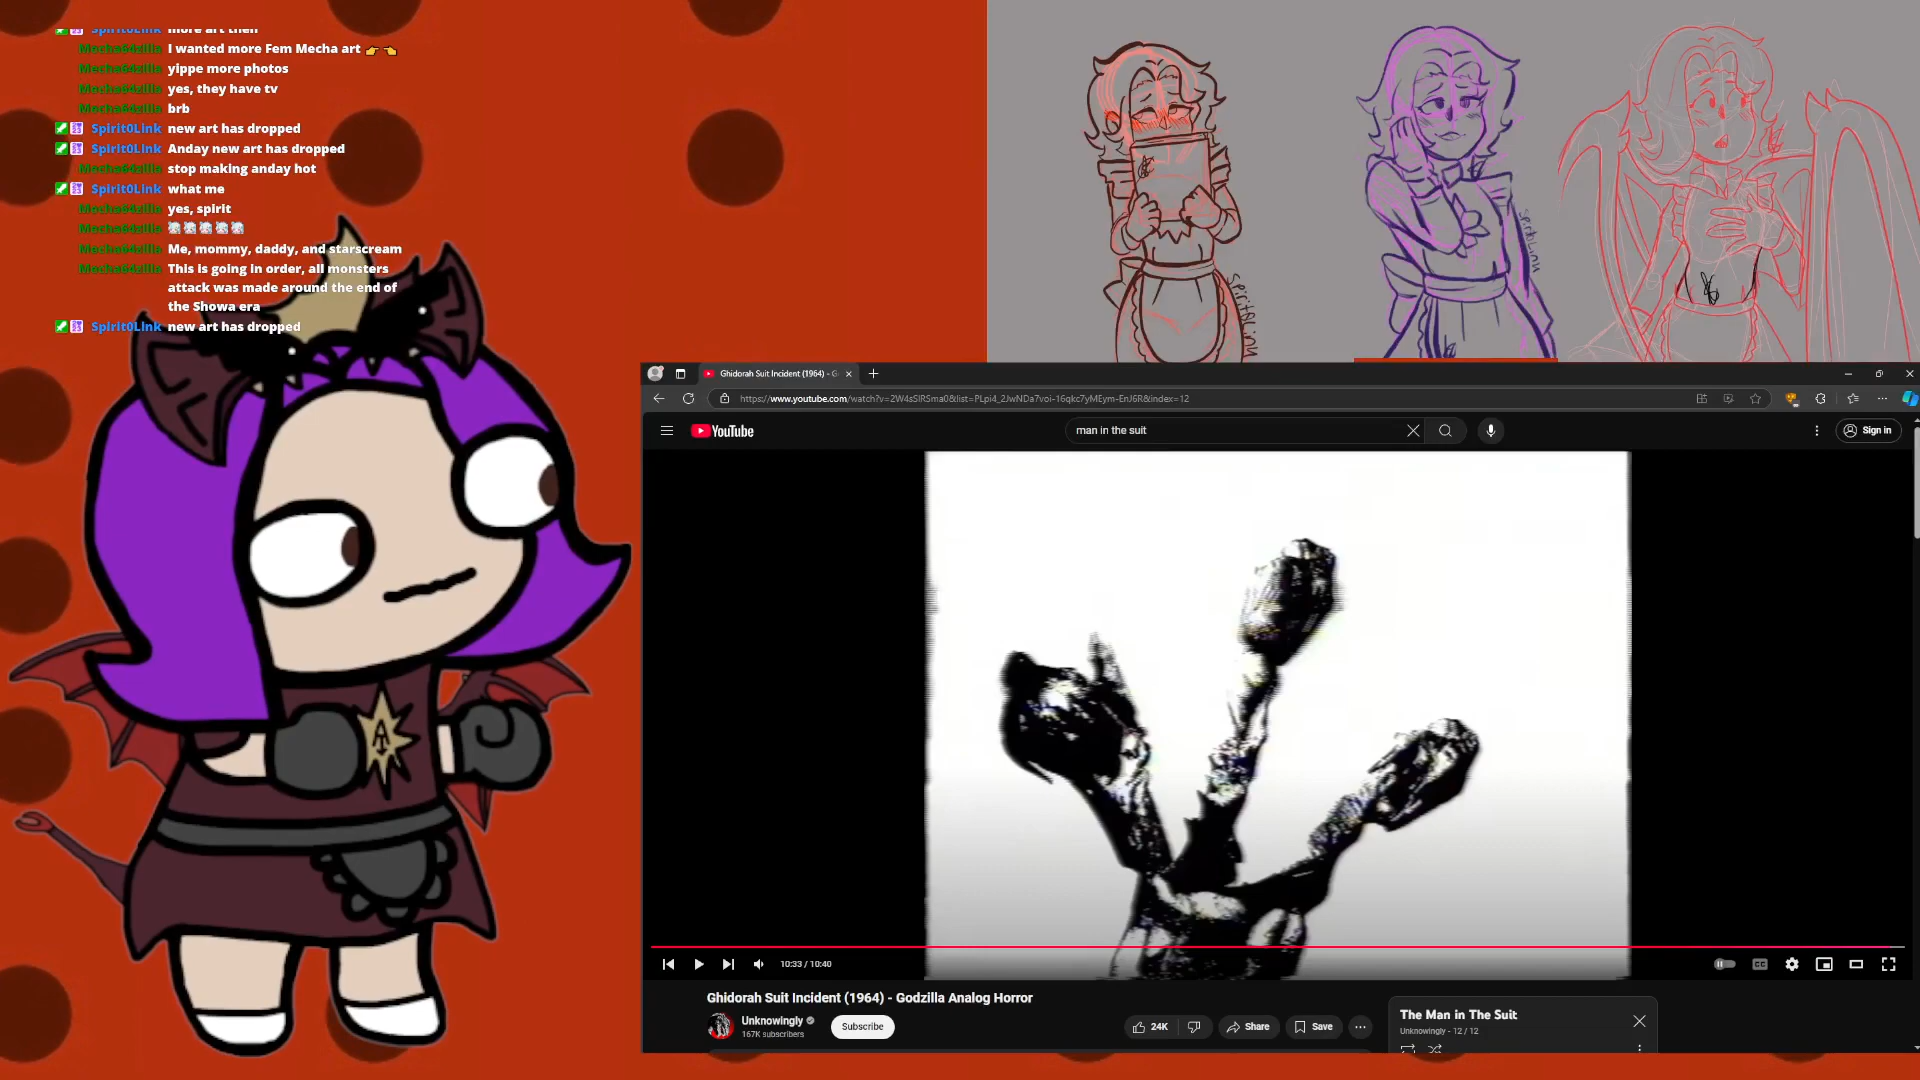 Spirit0Link more art then
Mecha64zilla I wanted more Fem Mecha art
Mecha64zilla yippe more photos
Mecha64zilla yes, they have tv
Mecha64zilla brb
Spirit0Link new art has dropped
Spirit0Link Anday new art has dropped
Mecha64zilla stop making anday hot
Spirit0Link what me
Mecha64zilla yes, spirit
Mecha64zilla
Mecha64zilla Me, mommy, daddy, and starscream
Mecha64zilla This is going in order, all monsters
attack was made around the end of
the Showa era
Spirit0Link new art has dropped
Spirit0Linu
Spirit0Linu
Ghidorah Suit Incident (1964) - G
https://www.youtube.com/watch?v=2W4sSlRSma0&list=PLpi4_2JwNDa7voi-16qkc7yMEym-EnJ6R&index=12
YouTube
man in the suit
Sign in
10:33 / 10:40
CC
Ghidorah Suit Incident (1964) - Godzilla Analog Horror
Unknowingly
167K subscribers
Subscribe
24K
Share
Save
The Man in The Suit
Unknowingly - 12 / 12
A